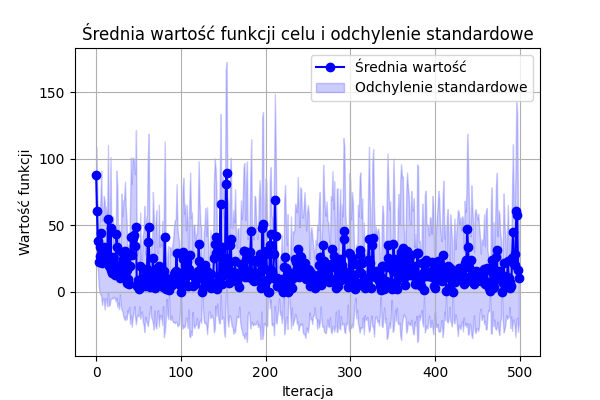 Średnia wartość funkcji celu i odchylenie standardowe
Średnia wartość
Odchylenie standardowe
Wartość funkcji
150
100
50
0
0 100 200 300 400 500
Iteracja